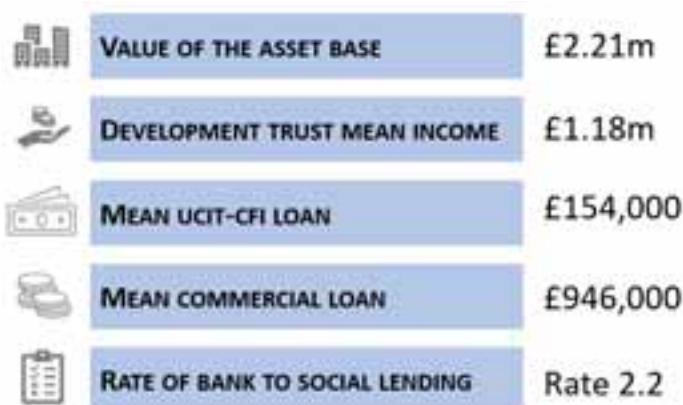 VALUE OF THE ASSET BASE £2.21m
DEVELOPMENT TRUST MEAN INCOME £1.18m
MEAN UCIT-CFI LOAN £154,000
MEAN COMMERCIAL LOAN £946,000
RATE OF BANK TO SOCIAL LENDING Rate 2.2